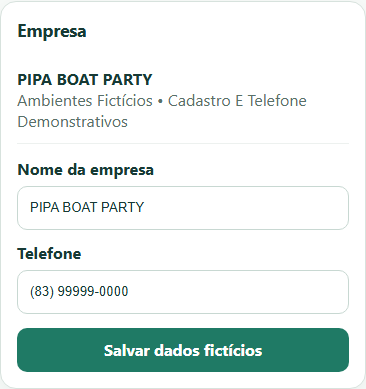 Empresa
PIPA BOAT PARTY
Ambientes Fictícios • Cadastro E Telefone
Demonstrativos
Nome da empresa
PIPA BOAT PARTY
Telefone
(83) 99999-0000
Salvar dados fictícios